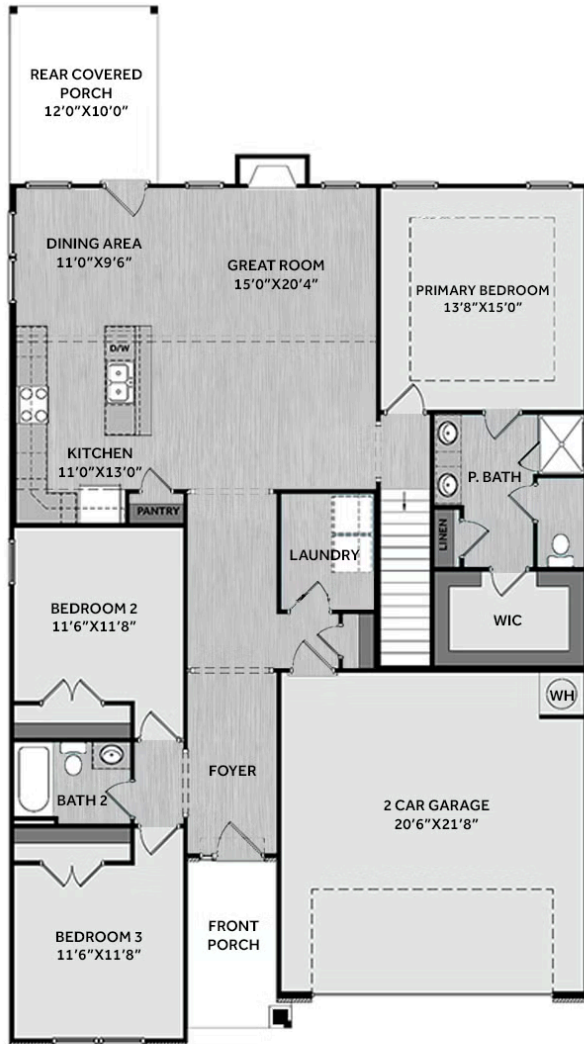 REAR COVERED
PORCH
12'0"X10'0"
DINING AREA
11'0"X9'6"
GREAT ROOM
15'0"X20'4"
PRIMARY BEDROOM
13'8"X15'0"
D/W
KITCHEN
11'0"X13'0"
PANTRY
P. BATH
LINEN
LAUNDRY
WIC
BEDROOM 2
11'6"X11'8"
WH
FOYER
BATH 2
2 CAR GARAGE
20'6"X21'8"
FRONT
PORCH
BEDROOM 3
11'6"X11'8"